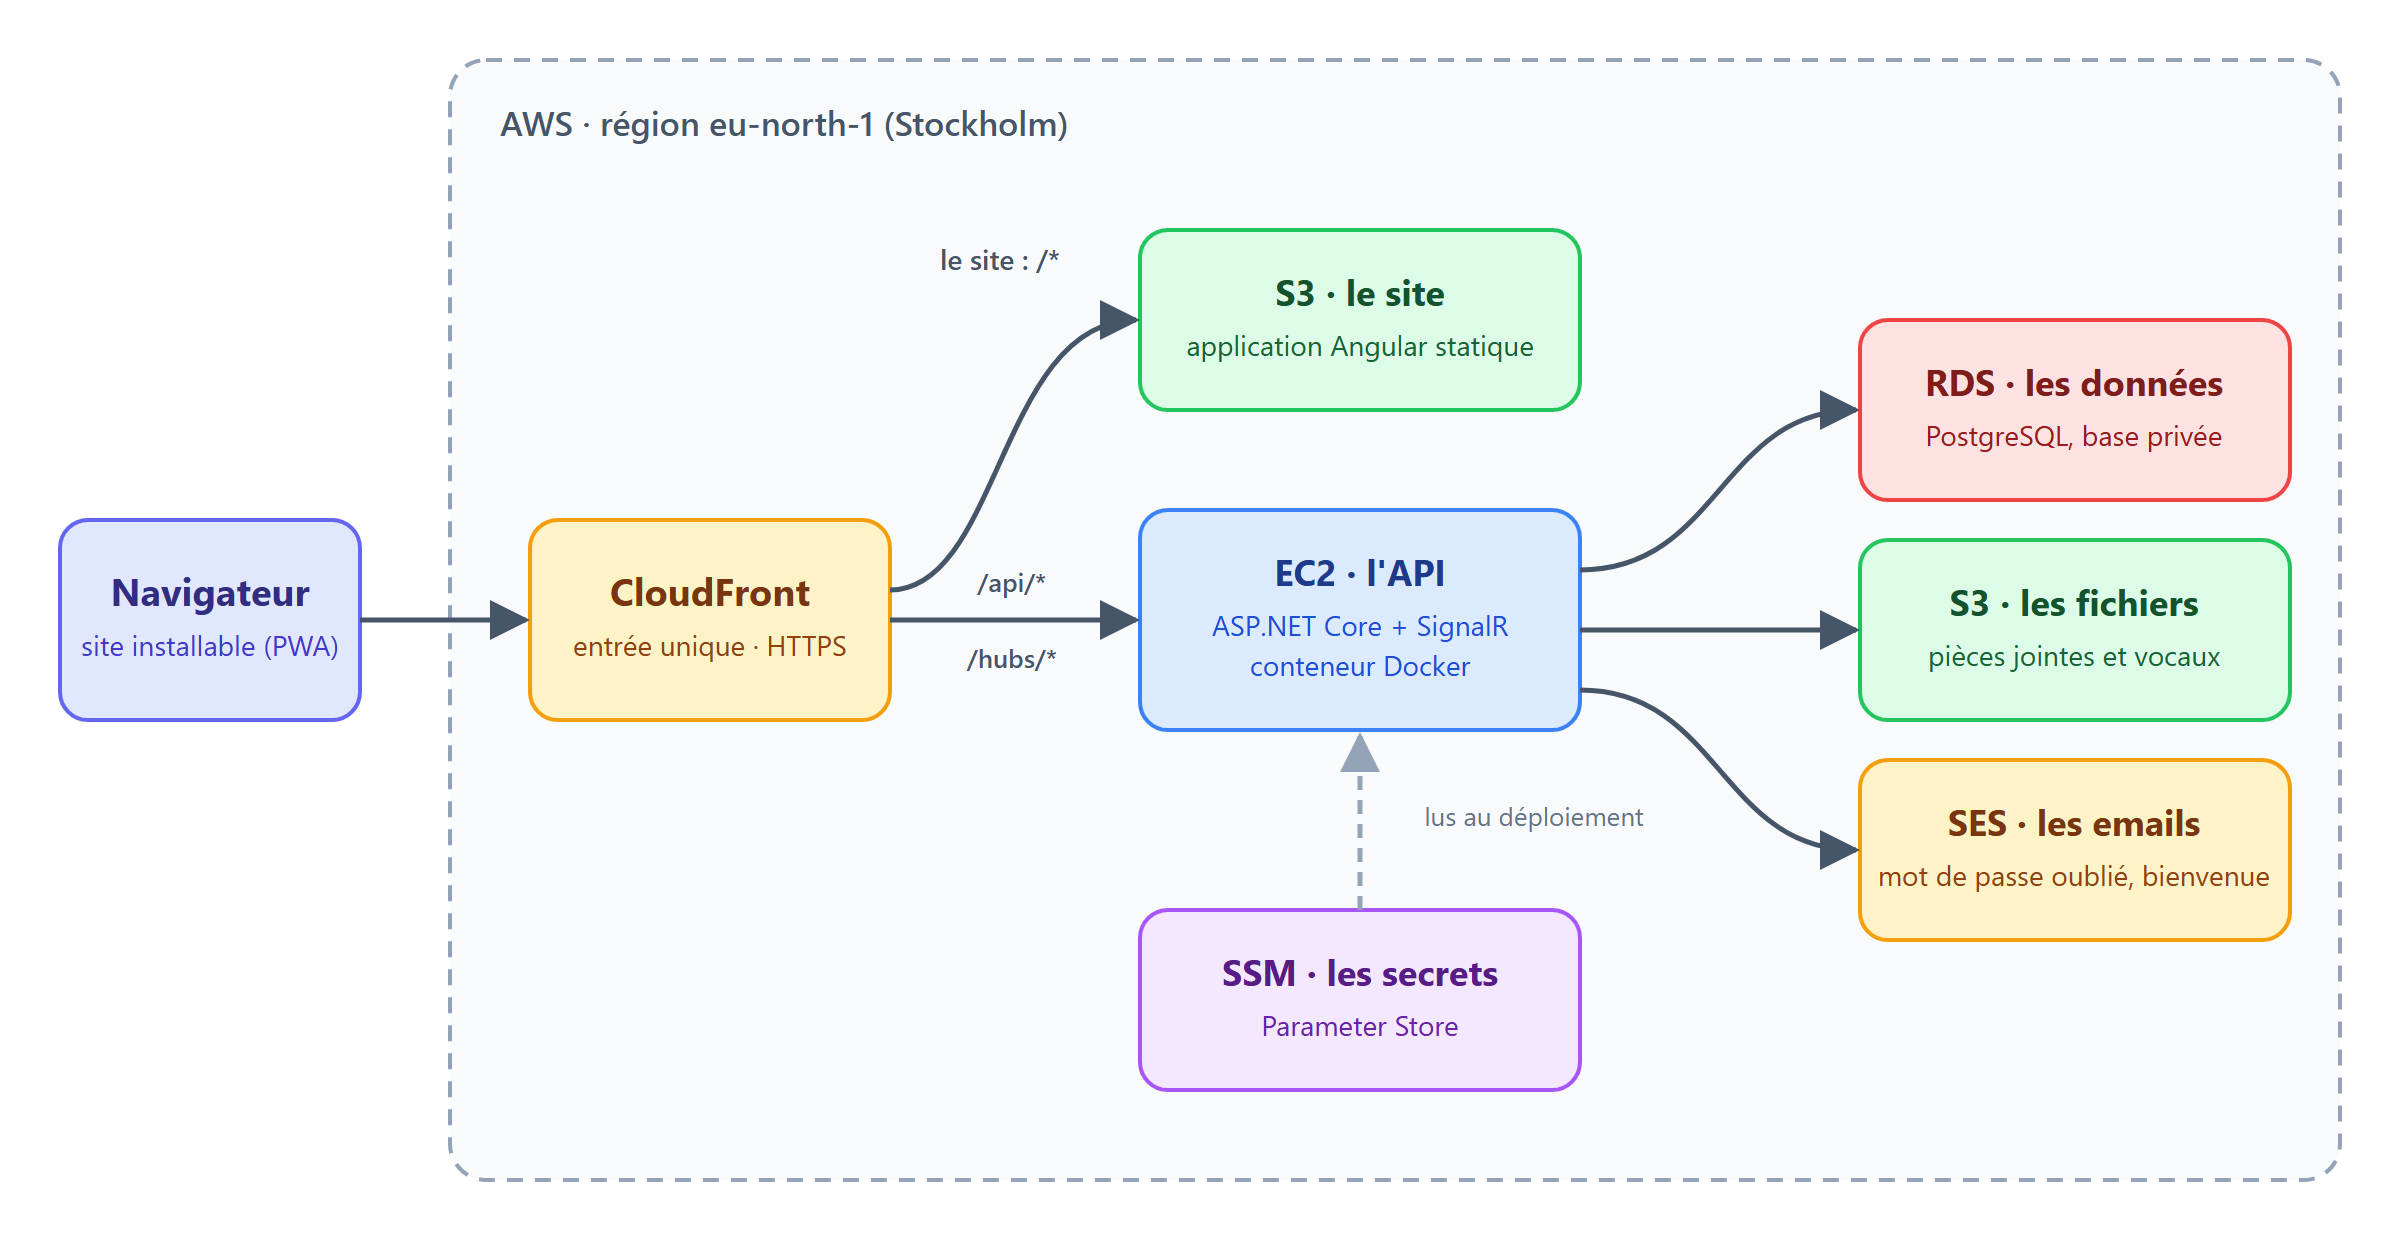 AWS · région eu-north-1 (Stockholm)
le site : /*
S3 · le site
application Angular statique
RDS · les données
PostgreSQL, base privée
Navigateur
site installable (PWA)
CloudFront
entrée unique · HTTPS
/api/*
/hubs/*
EC2 · l'API
ASP.NET Core + SignalR
conteneur Docker
S3 · les fichiers
pièces jointes et vocaux
lus au déploiement
SES · les emails
mot de passe oublié, bienvenue
SSM · les secrets
Parameter Store